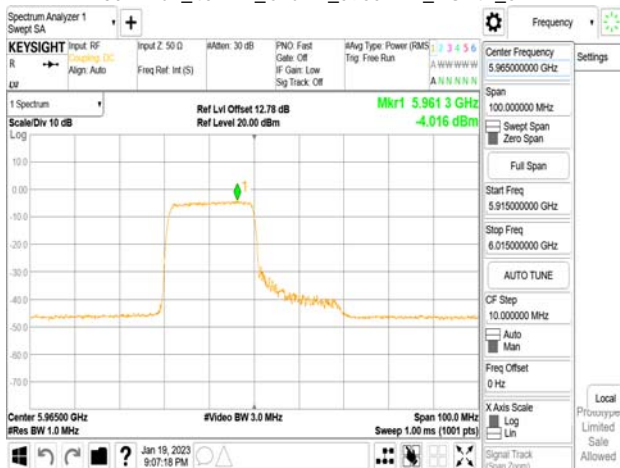 Spectrum Analyzer 1
Swept SA
Frequency
KEYSIGHT
R
Input: RF
Coupling: DC
Align: Auto
Input Z: 50 Ω
Freq Ref: Int (S)
#Atten: 30 dB
PNO: Fast
Gate: Off
IF Gain: Low
Sig Track: Off
#Avg Type: Power (RMS
Trig: Free Run
1 2 3 4 5 6
A W W W W W
A N N N N N
1 Spectrum
Scale/Div 10 dB
Log
Ref Lvl Offset 12.78 dB
Ref Level 20.00 dBm
Mkr1 5.961 3 GHz
-4.016 dBm
10.0
0.00
-10.0
-20.0
-30.0
-40.0
-50.0
-60.0
-70.0
1
Center 5.96500 GHz
#Res BW 1.0 MHz
#Video BW 3.0 MHz
Span 100.0 MHz
Sweep 1.00 ms (1001 pts)
Jan 19, 2023
9:07:18 PM
Center Frequency
5.965000000 GHz
Span
100.000000 MHz
Swept Span
Zero Span
Full Span
Start Freq
5.915000000 GHz
Stop Freq
6.015000000 GHz
AUTO TUNE
CF Step
10.000000 MHz
Auto
Man
Freq Offset
0 Hz
X Axis Scale
Log
Lin
Signal Track
(Span Zoom)
Settings
Local
Prototype
Limited
Sale
Allowed